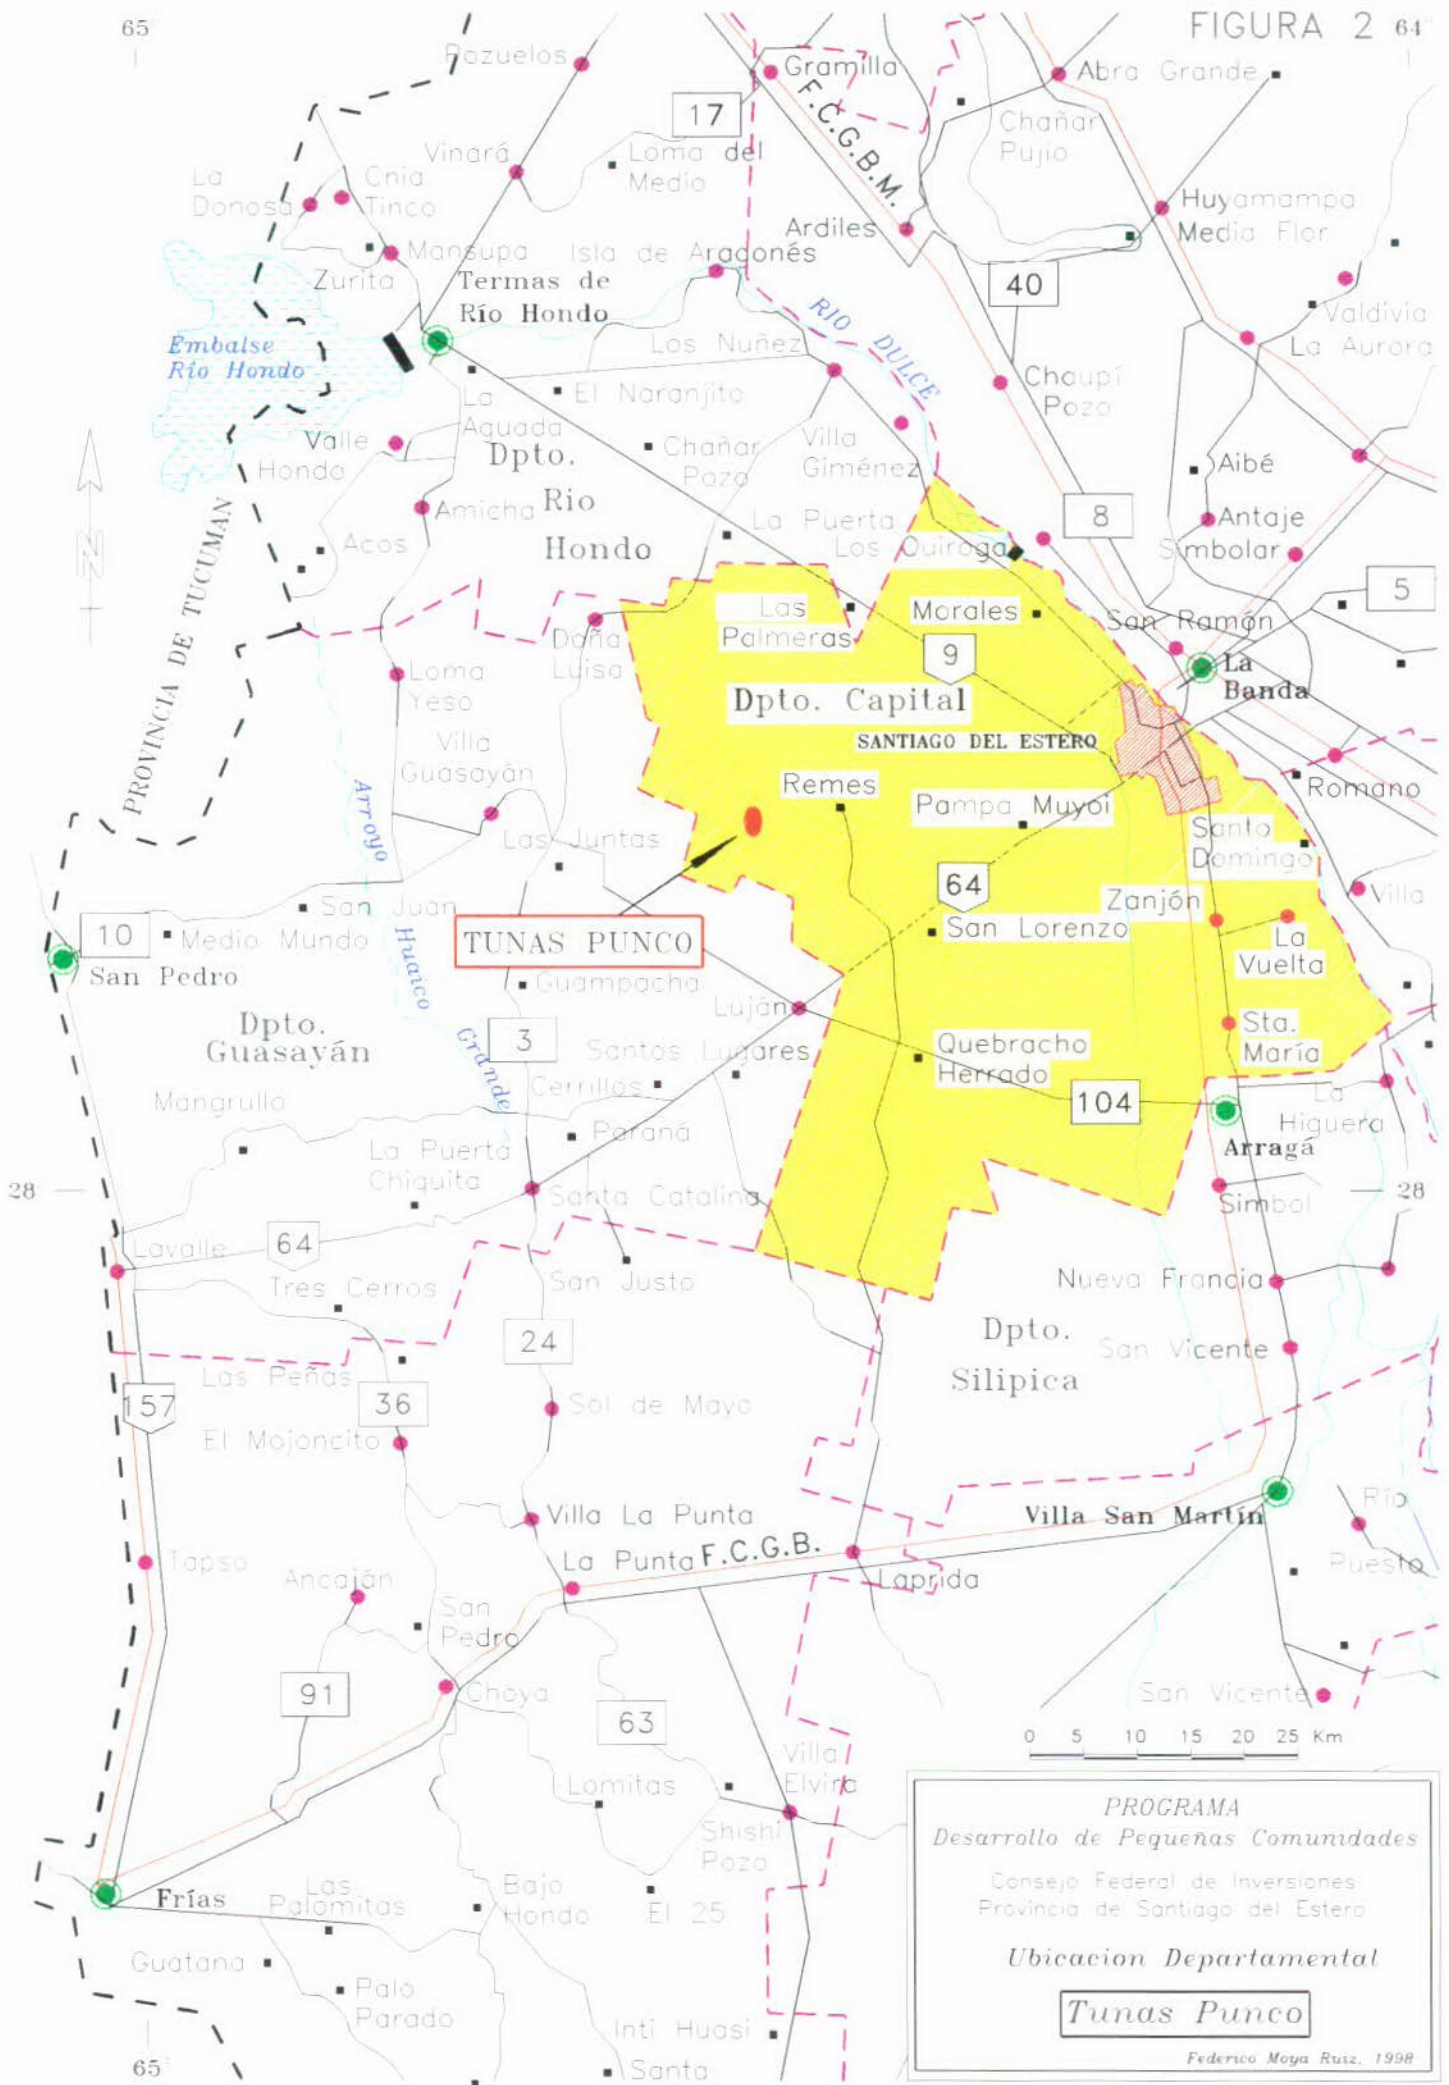 FIGURA 2
65
64
Pozuelos
Gramilla
Abra Grande
17
F.C.G.B.M.
Chañar
Pujio
Vinará
Loma del
Medio
La
Donosa
Cnia.
Tinco
Huyamampa
Media Flor
Ardiles
Mansupa
Isla de Aragonés
Zurita
Termas de
Río Hondo
40
RIO DULCE
Valdivia
La Aurora
Embalse
Río Hondo
Los Nuñez
La
Aguada
El Naranjito
Chaupi
Pozo
Valle
Hondo
Chañar
Pozo
Villa
Giménez
Dpto.
Rio
Hondo
Aibé
Amicha
La Puerta
8
Antaje
Acos
Los Quiroga
Simbolar
N
PROVINCIA DE TUCUMAN
5
Las
Palmeras
Morales
San Ramón
Doña
Luisa
9
La
Banda
Loma
Yeso
Dpto. Capital
SANTIAGO DEL ESTERO
Villa
Guasayán
Remes
Pampa Muyoi
Romano
Arroyo Huaico Grande
Las Juntas
Santo
Domingo
64
Villa
San Juan
Zanjón
10
Medio Mundo
TUNAS PUNCO
San Lorenzo
La
Vuelta
San Pedro
Guampacha
Luján
Dpto.
Guasayán
3
Sta.
María
Santos Lugares
Quebracho
Herrado
Cerrillos
Mangrullo
104
La
Higuera
Paraná
La Puerta
Chiquita
Arraga
28
Santa Catalina
Simbol
28
Lavalle
64
Tres Cerros
San Justo
Nueva Francia
24
Dpto.
Silipica
San Vicente
Las Peñas
157
36
Sol de Mayo
El Mojoncito
Villa La Punta
Villa San Martín
Río
Tapso
La Punta
F.C.G.B.
Laprida
Puesto
Ancaján
San
Pedro
91
Choya
63
San Vicente
0 5 10 15 20 25 Km
Villa
Elvira
Lomitas
Shishi
Pozo
PROGRAMA
Desarrollo de Pequeñas Comunidades
Consejo Federal de Inversiones
Provincia de Santiago del Estero
Ubicacion Departamental
Tunas Punco
Federico Moya Ruiz, 1998
Frías
Las
Palomitas
Bajo
Hondo
El 25
Guatana
Palo
Parado
Inti Huasi
65
Santa